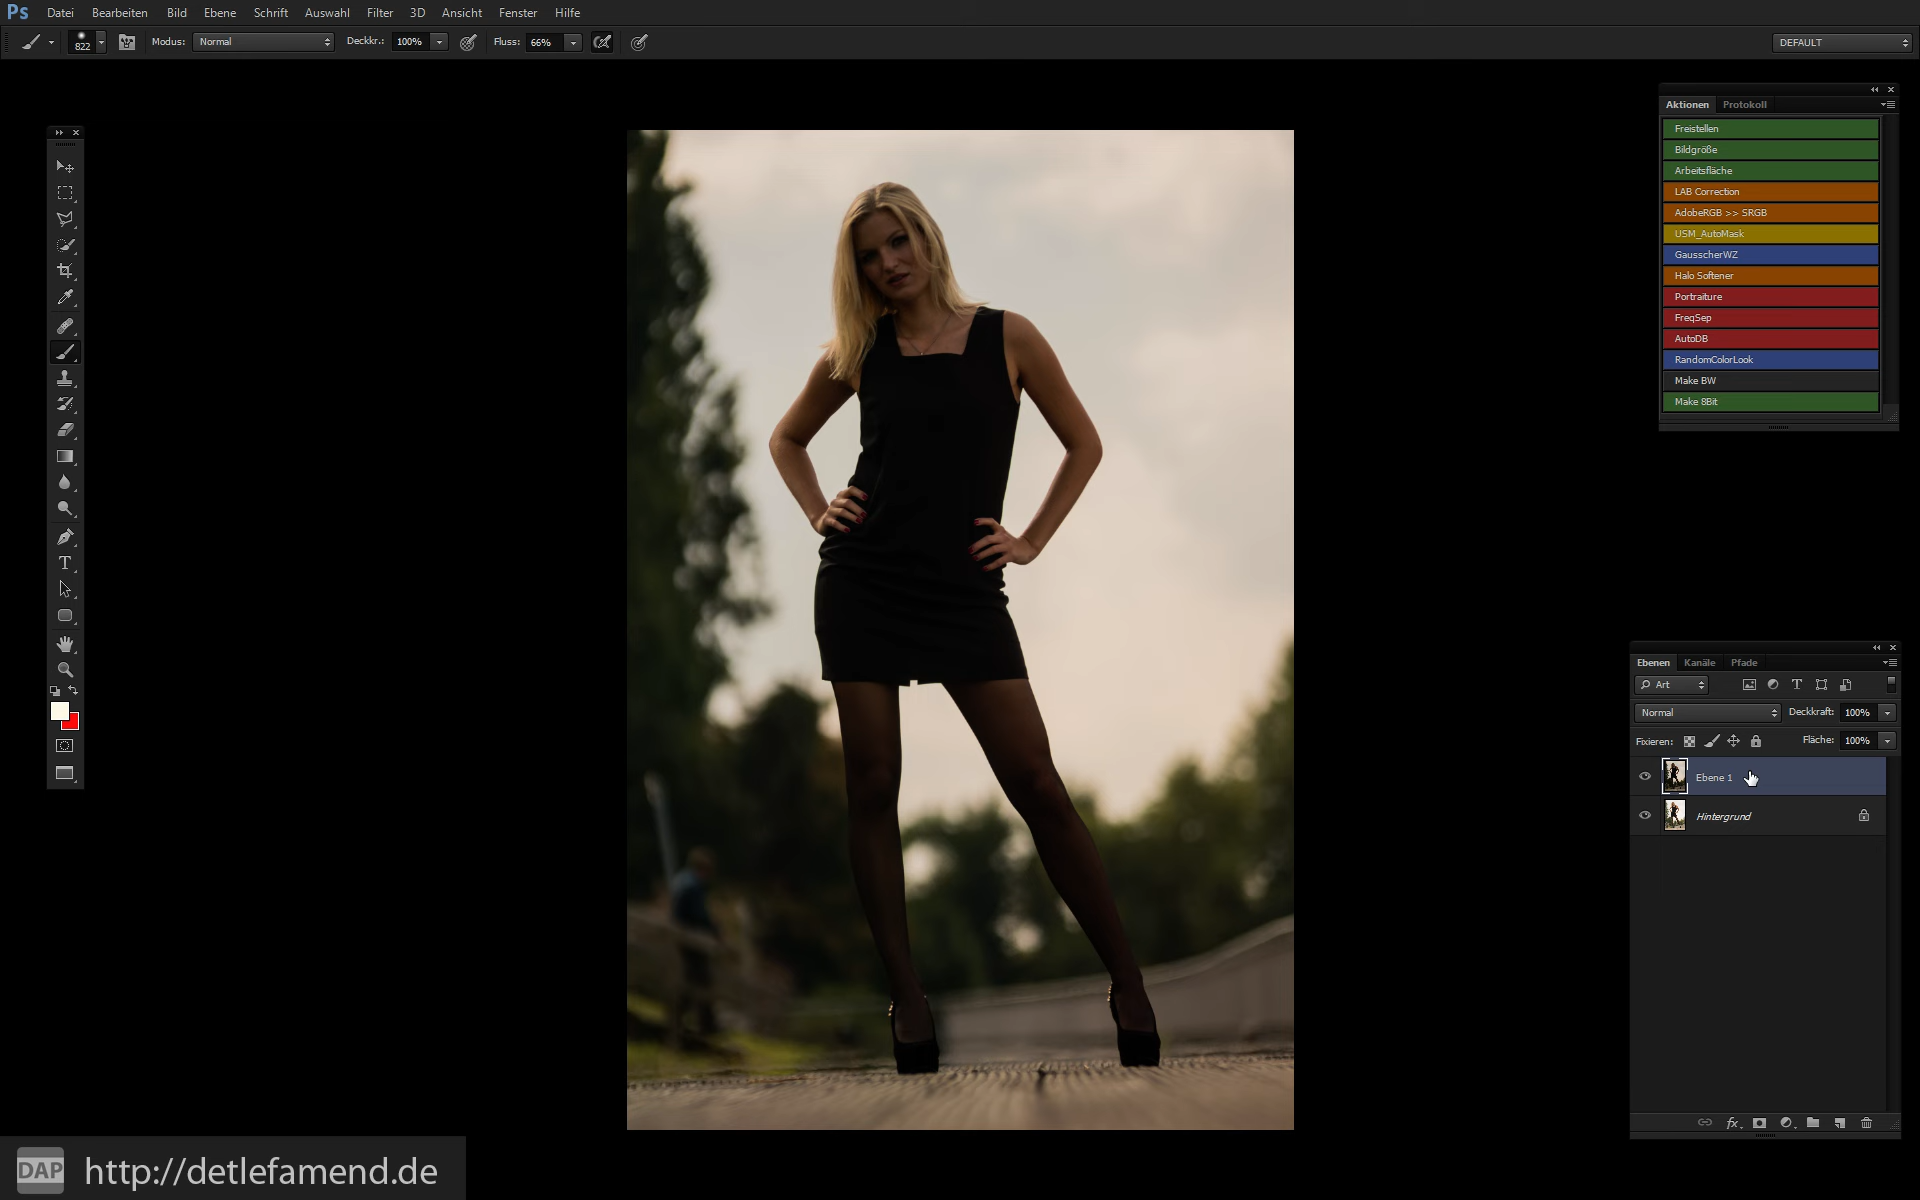 Ps Datei Bearbeiten Bild Ebene Schrift Auswahl Filter 3D Ansicht Fenster Hilfe
822 Modus: Normal Deckkr.: 100% Fluss: 66% DEFAULT
Aktionen Protokoll
Freistellen
Bildgröße
Arbeitsfläche
LAB Correction
AdobeRGB >> SRGB
USM_AutoMask
GausscherWZ
Halo Softener
Portraiture
FreqSep
AutoDB
RandomColorLook
Make BW
Make 8Bit
Ebenen Kanäle Pfade
Art
Normal Deckkraft: 100%
Fixieren: Fläche: 100%
Ebene 1
Hintergrund
fx
DAP http://detlefamend.de